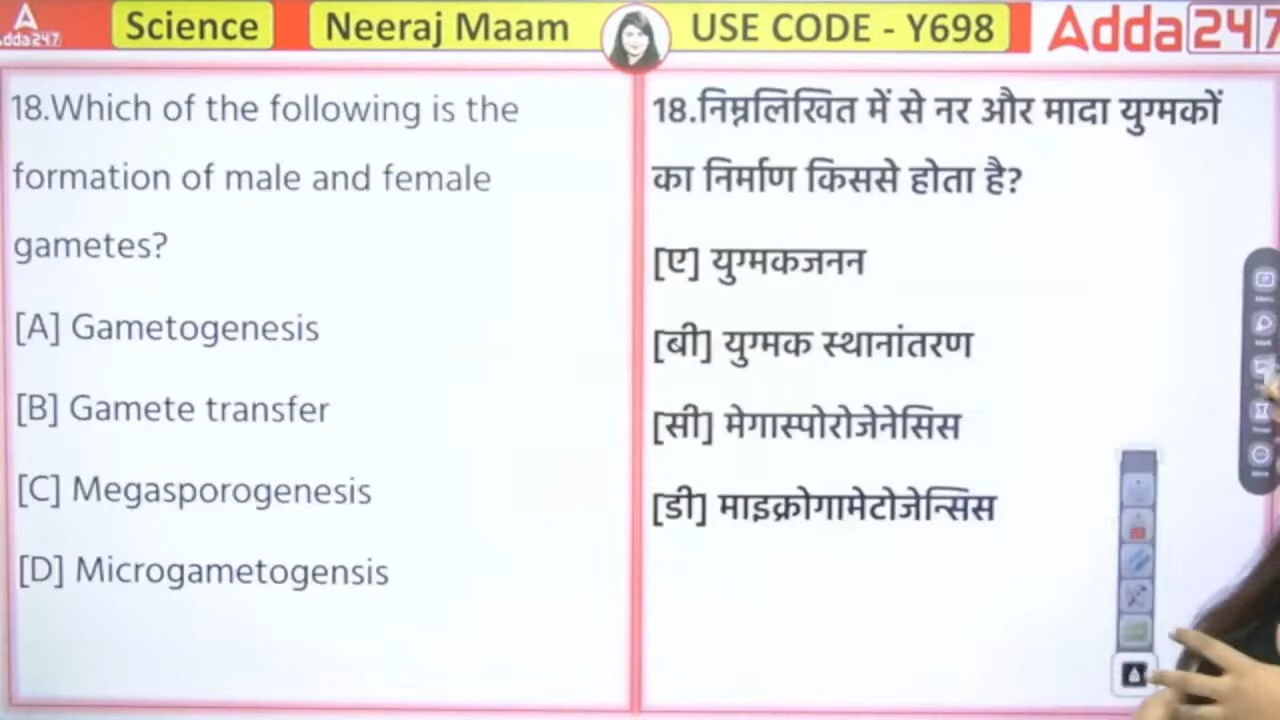 Adda247
Science
Neeraj Maam
USE CODE - Y698
Adda247
18.Which of the following is the
formation of male and female
gametes?
[A] Gametogenesis
[B] Gamete transfer
[C] Megasporogenesis
[D] Microgametogensis
18.निम्नलिखित में से नर और मादा युग्मकों
का निर्माण किससे होता है?
[ए] युग्मकजनन
[बी] युग्मक स्थानांतरण
[सी] मेगास्पोरोजेनेसिस
[डी] माइक्रोगामेटोजेन्सिस